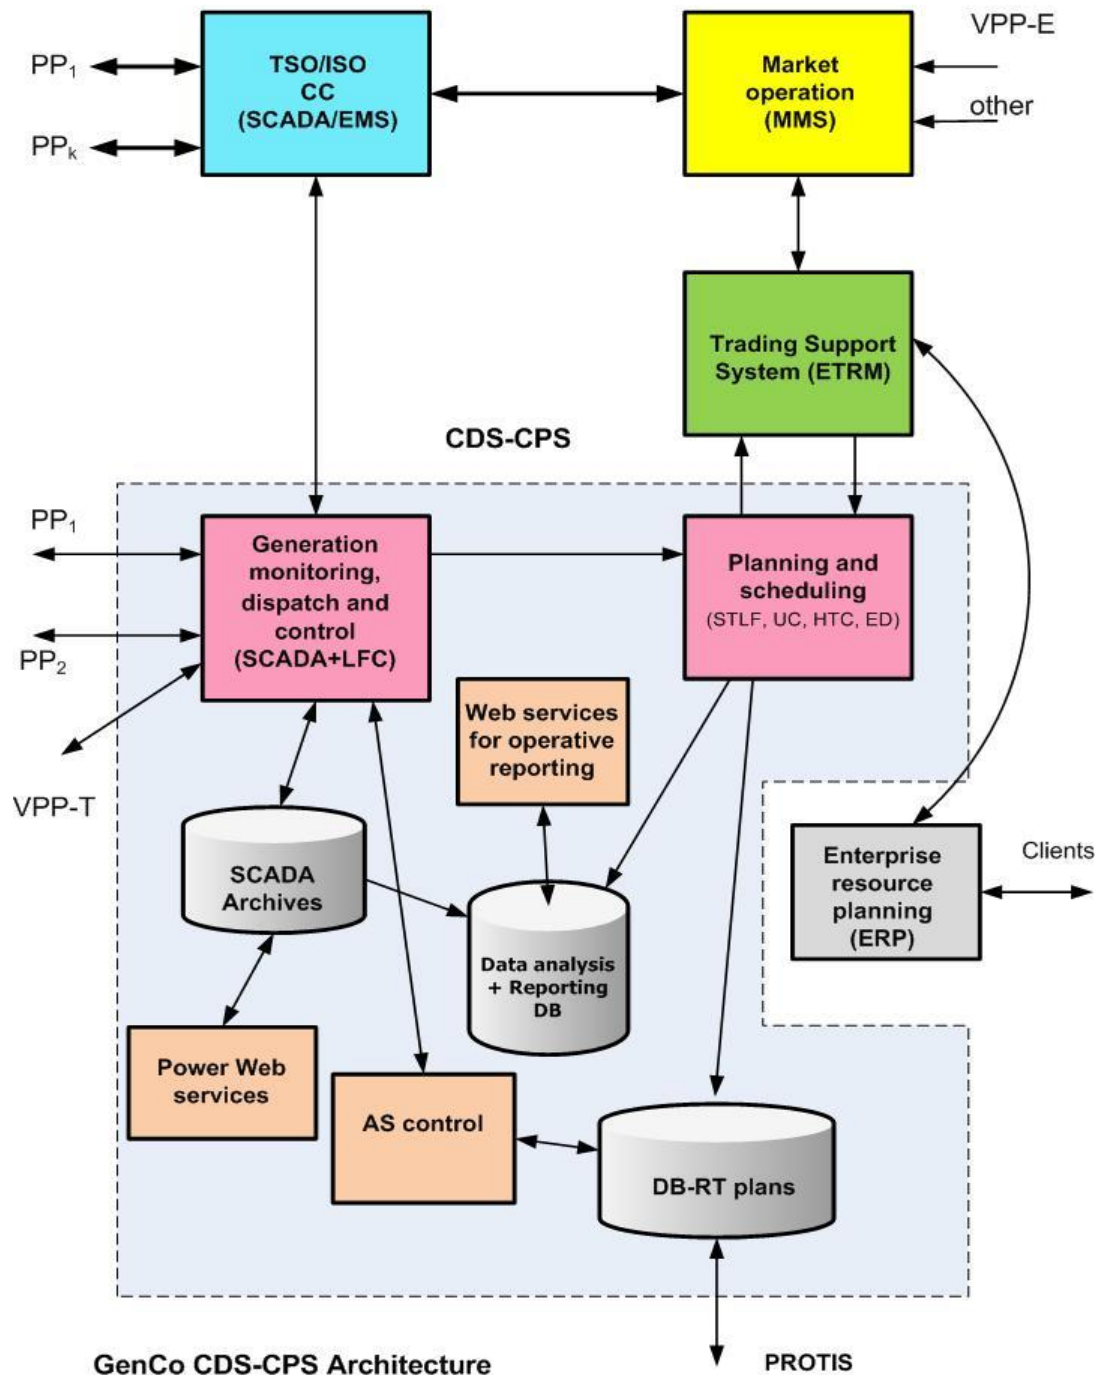 VPP-E
PP₁
TSO/ISO
CC
(SCADA/EMS)
Market
operation
(MMS)
other
PPₖ
Trading Support
System (ETRM)
CDS-CPS
PP₁
Generation
monitoring,
dispatch and
control
(SCADA+LFC)
Planning and
scheduling
(STLF, UC, HTC, ED)
PP₂
Web services
for operative
reporting
VPP-T
SCADA
Archives
Enterprise
resource
planning
(ERP)
Clients
Data analysis
+ Reporting
DB
Power Web
services
AS control
DB-RT plans
GenCo CDS-CPS Architecture
PROTIS